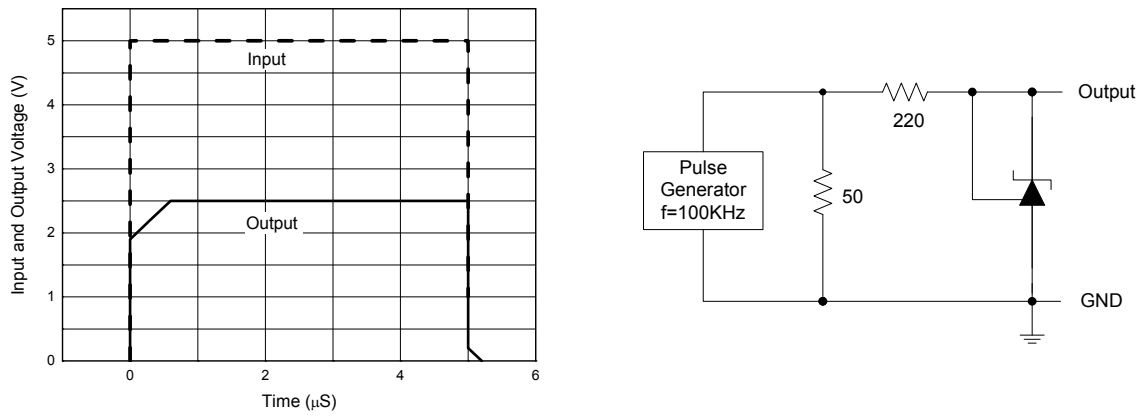 Input and Output Voltage (V)
5
4
3
2
1
0
Input
Output
0
2
4
6
Time (μS)
Pulse
Generator
f=100KHz
50
220
Output
GND